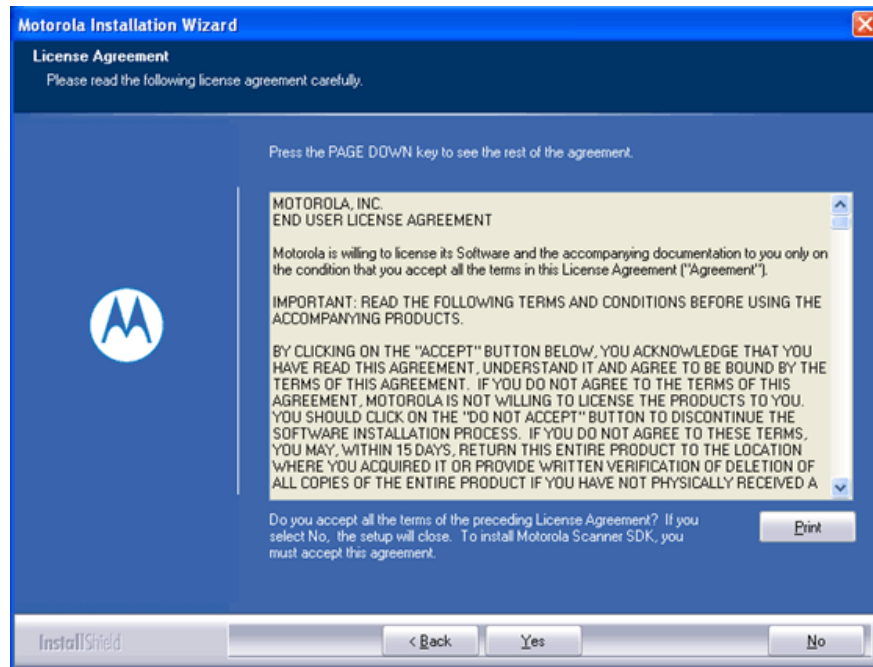 Motorola Installation Wizard
License Agreement
Please read the following license agreement carefully.
Press the PAGE DOWN key to see the rest of the agreement.
MOTOROLA, INC.
END USER LICENSE AGREEMENT
Motorola is willing to license its Software and the accompanying documentation to you only on
the condition that you accept all the terms in this License Agreement ("Agreement").
IMPORTANT: READ THE FOLLOWING TERMS AND CONDITIONS BEFORE USING THE
ACCOMPANYING PRODUCTS.
BY CLICKING ON THE "ACCEPT" BUTTON BELOW, YOU ACKNOWLEDGE THAT YOU
HAVE READ THIS AGREEMENT, UNDERSTAND IT AND AGREE TO BE BOUND BY THE
TERMS OF THIS AGREEMENT. IF YOU DO NOT AGREE TO THE TERMS OF THIS
AGREEMENT, MOTOROLA IS NOT WILLING TO LICENSE THE PRODUCTS TO YOU.
YOU SHOULD CLICK ON THE "DO NOT ACCEPT" BUTTON TO DISCONTINUE THE
SOFTWARE INSTALLATION PROCESS. IF YOU DO NOT AGREE TO THESE TERMS,
YOU MAY, WITHIN 15 DAYS, RETURN THIS ENTIRE PRODUCT TO THE LOCATION
WHERE YOU ACQUIRED IT OR PROVIDE WRITTEN VERIFICATION OF DELETION OF
ALL COPIES OF THE ENTIRE PRODUCT IF YOU HAVE NOT PHYSICALLY RECEIVED A
Do you accept all the terms of the preceding License Agreement? If you
select No, the setup will close. To install Motorola Scanner SDK, you
must accept this agreement.
Print
InstallShield
< Back
Yes
No